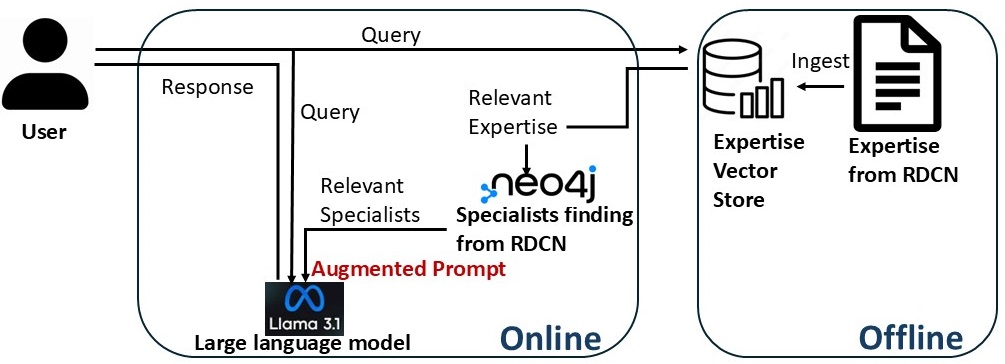 Query
Ingest
Response
Relevant
Expertise
Query
User
Expertise
Vector
Store
Expertise
from RDCN
neo4j
Relevant
Specialists
Specialists finding
from RDCN
Augmented Prompt
Llama 3.1
Large language model
Online
Offline